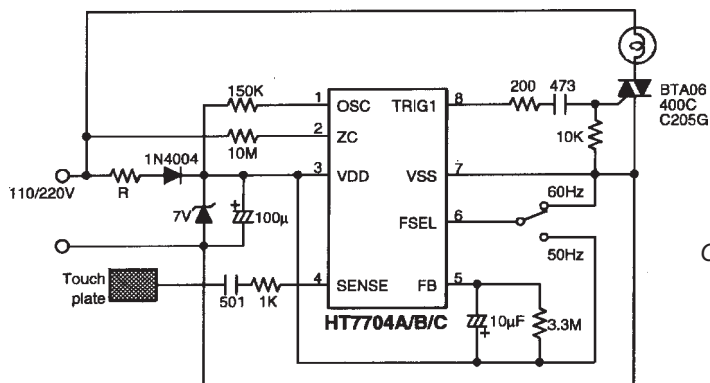 150K
1
OSC
TRIG1
8
200
473
BTA06
400C
C205G
2
ZC
10M
10K
1N4004
3
VDD
VSS
7
110/220V
R
60Hz
7V
+
100μ
FSEL
6
50Hz
Touch
plate
501
1K
4
SENSE
FB
5
HT7704A/B/C
10μF
+
3.3M